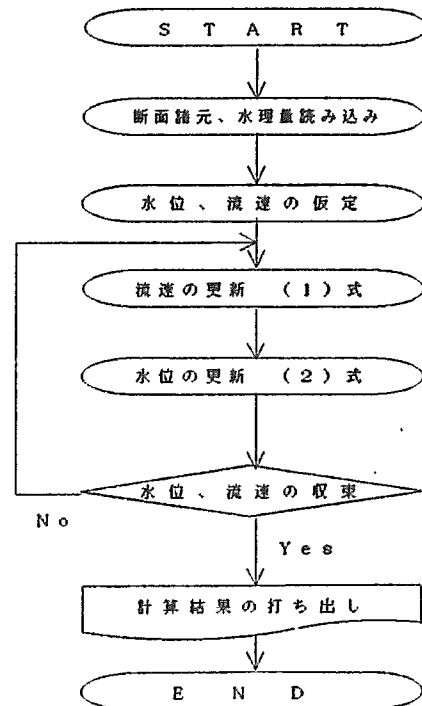 START
断面諸元、水理量読み込み
水位、流速の仮定
流速の更新 (1)式
水位の更新 (2)式
水位、流速の収束
No
Yes
計算結果の打ち出し
END